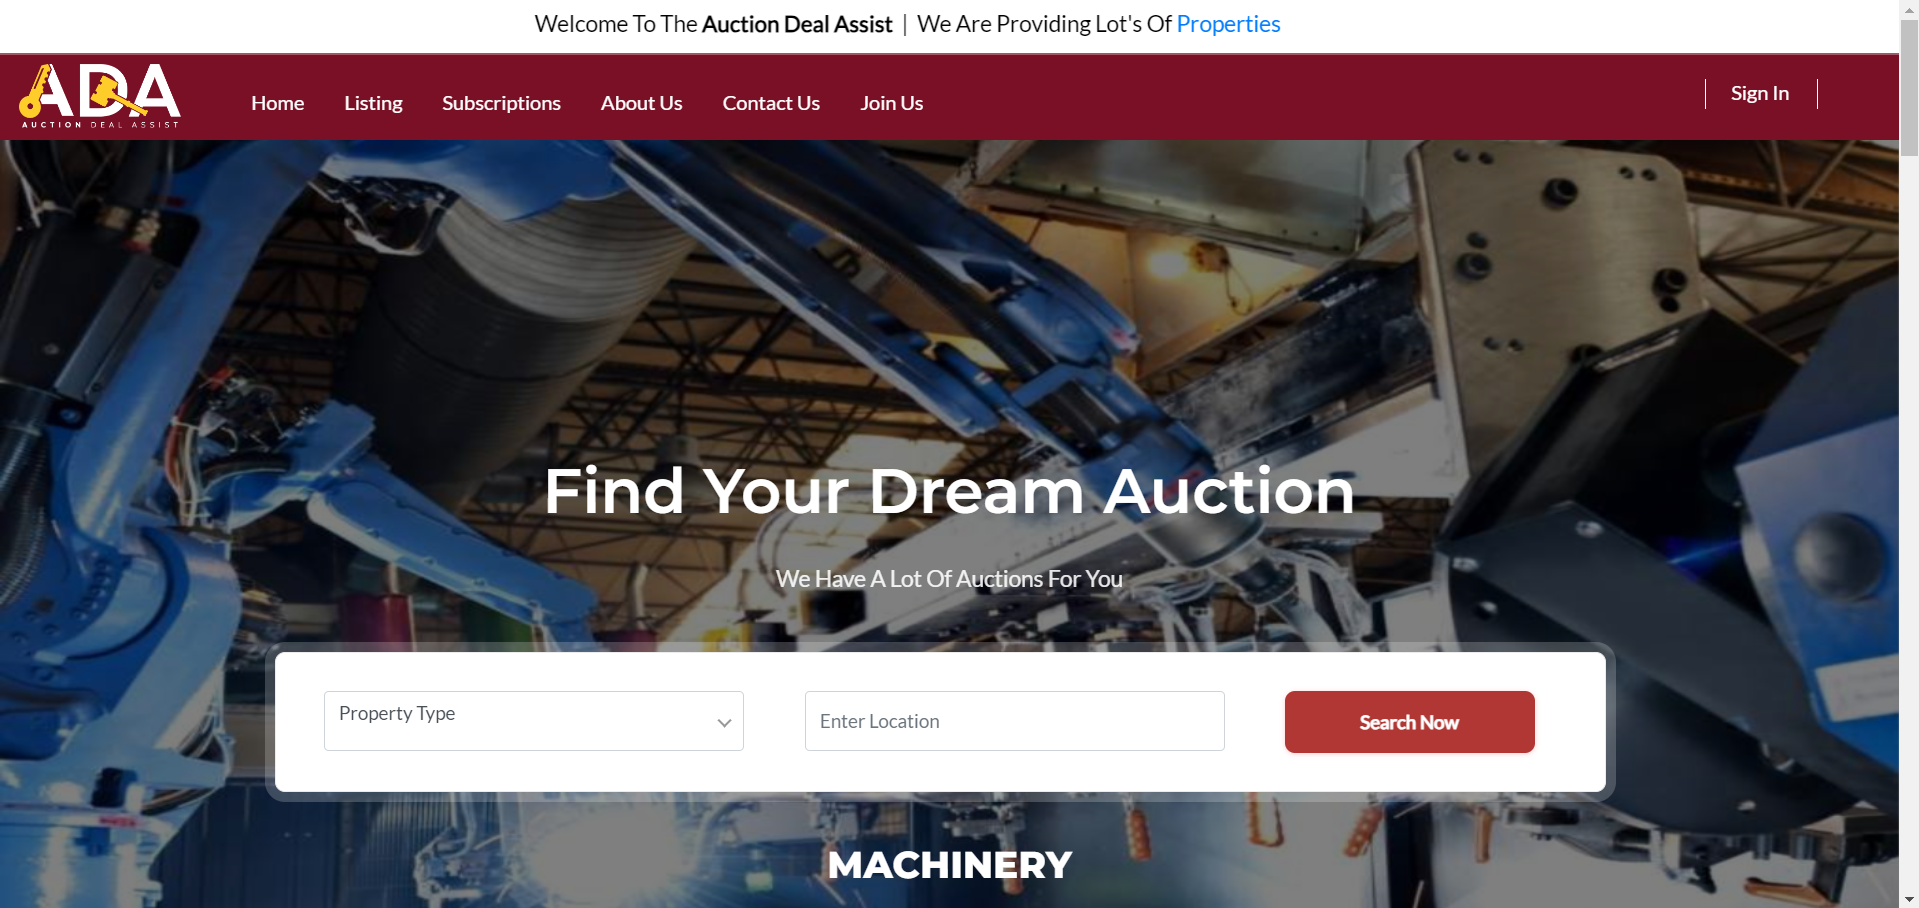 Welcome To The Auction Deal Assist | We Are Providing Lot's Of Properties
ADA
AUCTION DEAL ASSIST
Home Listing Subscriptions About Us Contact Us Join Us Sign In
Find Your Dream Auction
We Have A Lot Of Auctions For You
Property Type Enter Location Search Now
MACHINERY